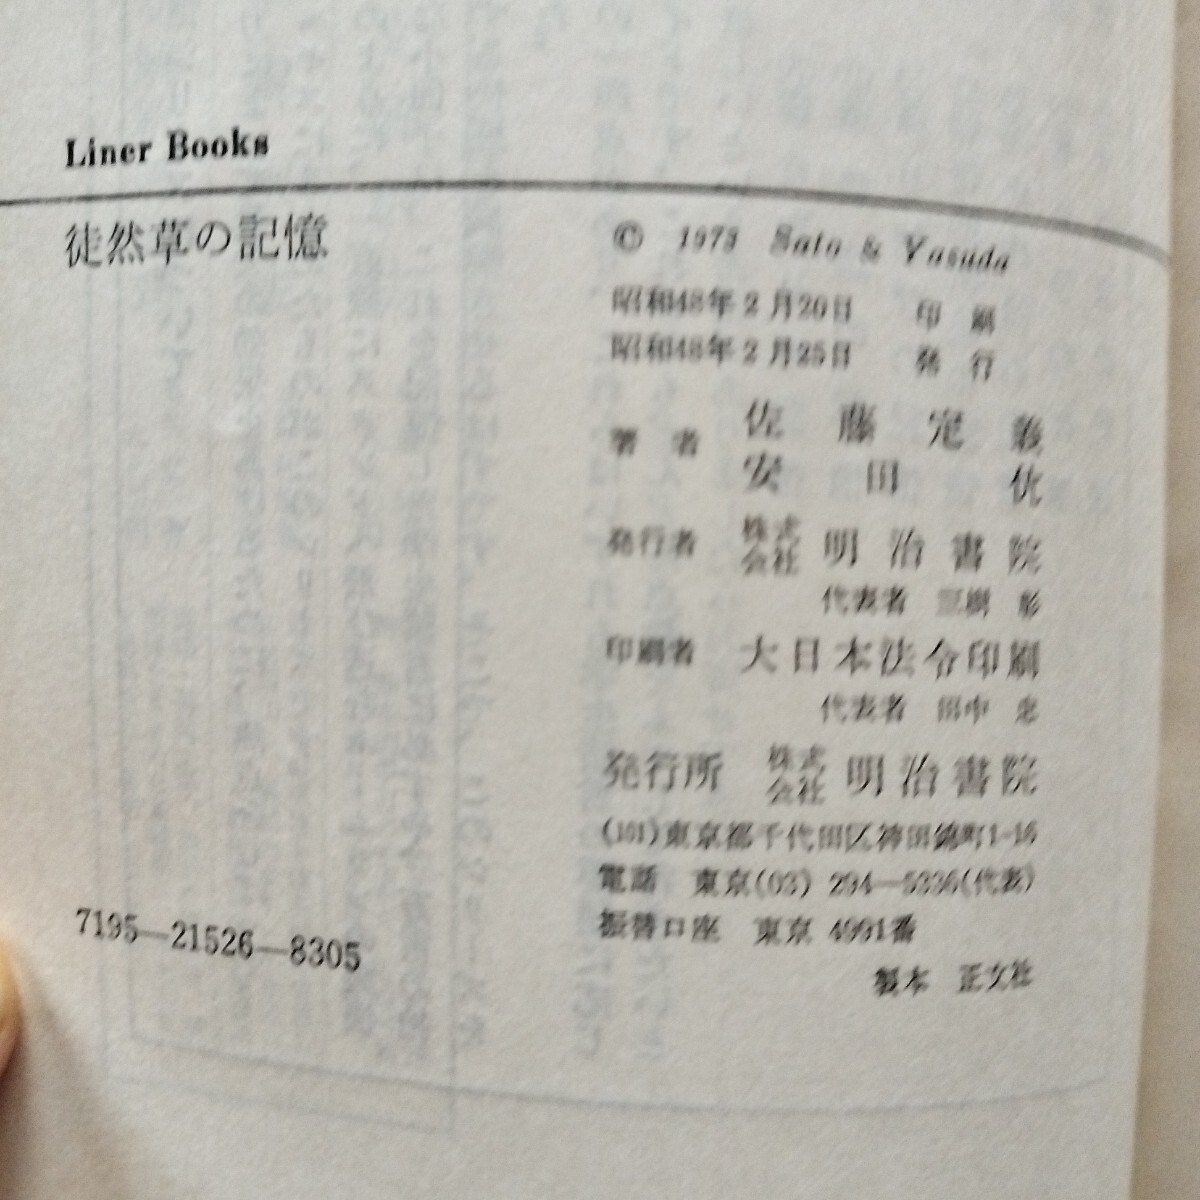 Liner Books
徒然草の記憶
© 1973 Sato & Yasuda
昭和48年2月20日 印刷
昭和48年2月25日 発行
著者 佐藤定義
安田伉
発行者 株式会社 明治書院
代表者 三樹彰
印刷者 大日本法令印刷
代表者 田中忠
発行所 株式会社 明治書院
(101)東京都千代田区神田錦町1-16
電話 東京(03) 294—5336(代表)
振替口座 東京 4991番
製本 正文社
7195—21526—8305